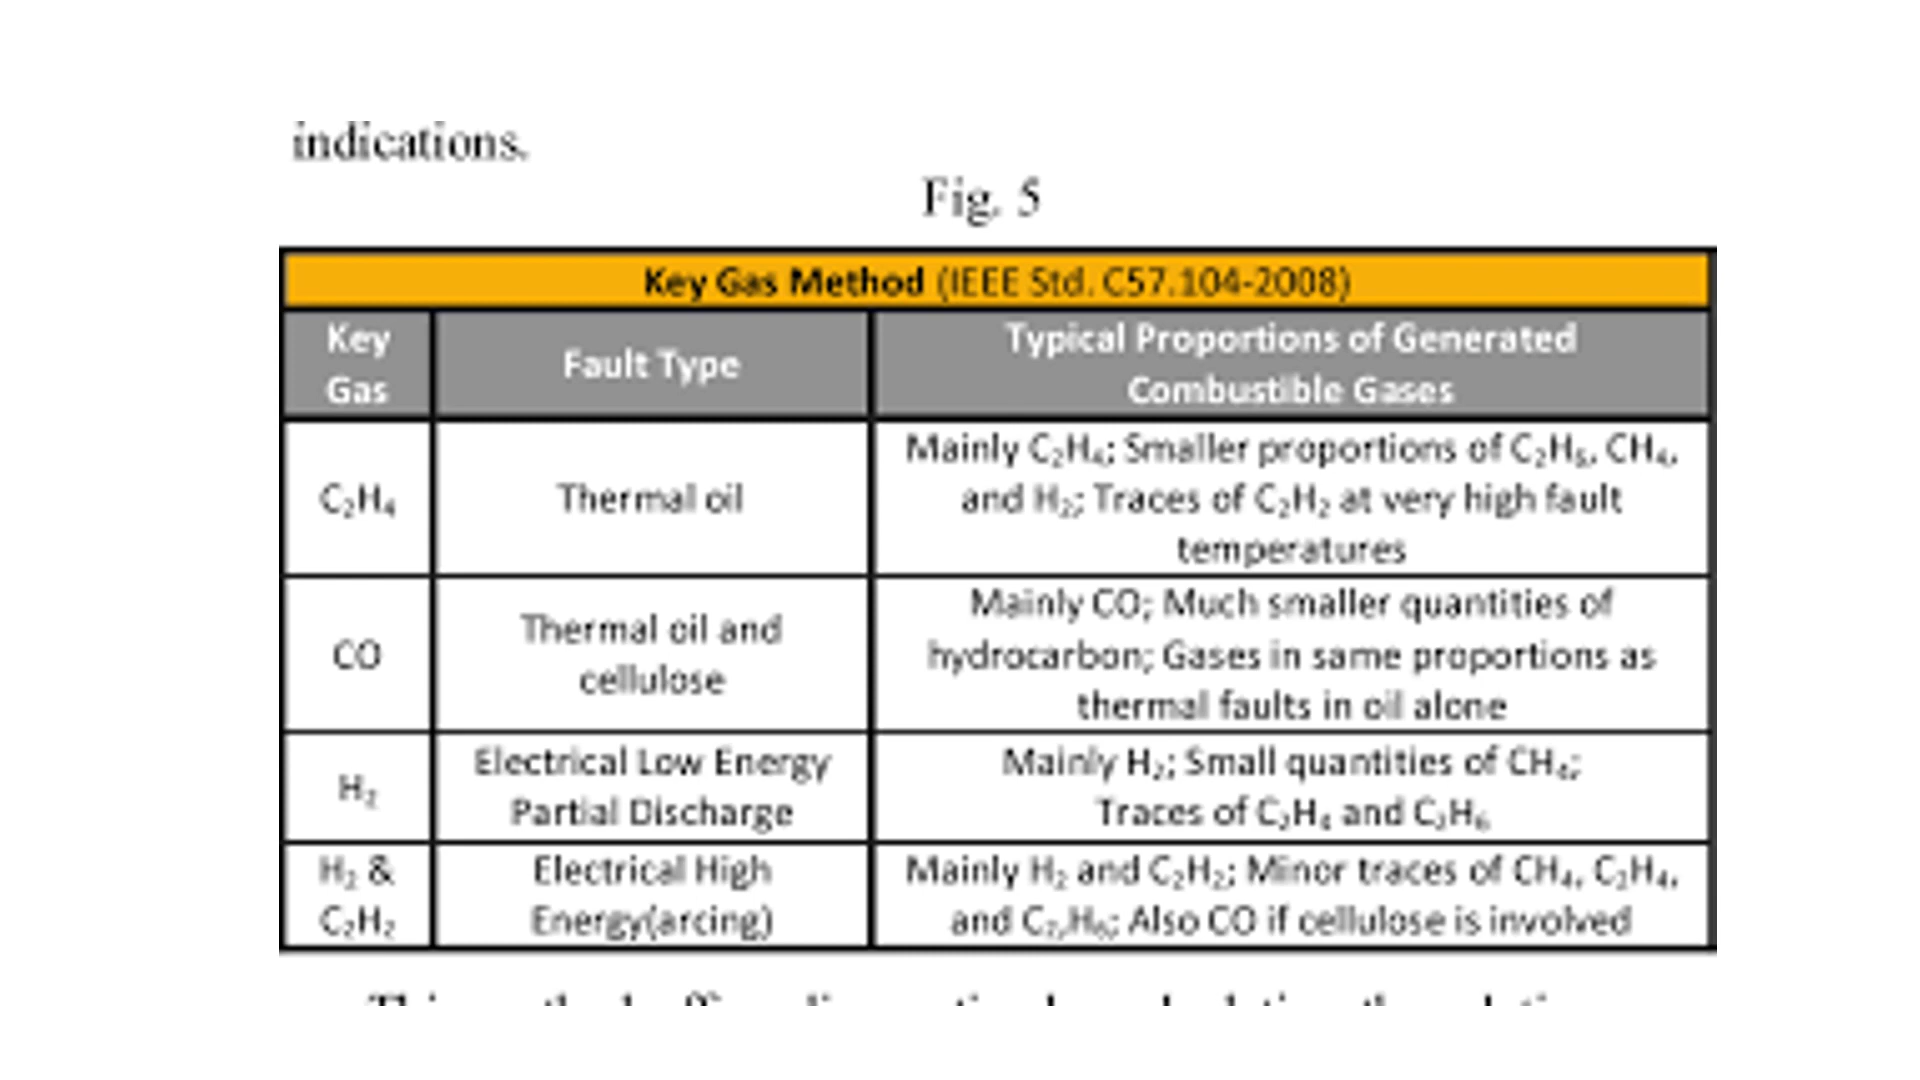 indications.
Fig. 5
Key Gas Method (IEEE Std. C57.104-2008)
Key
Gas
Fault Type
Typical Proportions of Generated
Combustible Gases
C₂H₄
Thermal oil
Mainly C₂H₄; Smaller proportions of C₂H₆, CH₄,
and H₂; Traces of C₂H₂ at very high fault
temperatures
CO
Thermal oil and
cellulose
Mainly CO; Much smaller quantities of
hydrocarbon; Gases in same proportions as
thermal faults in oil alone
H₂
Electrical Low Energy
Partial Discharge
Mainly H₂; Small quantities of CH₄;
Traces of C₂H₄ and C₂H₆
H₂ &
C₂H₂
Electrical High
Energy(arcing)
Mainly H₂ and C₂H₂; Minor traces of CH₄, C₂H₄,
and C₂H₆; Also CO if cellulose is involved